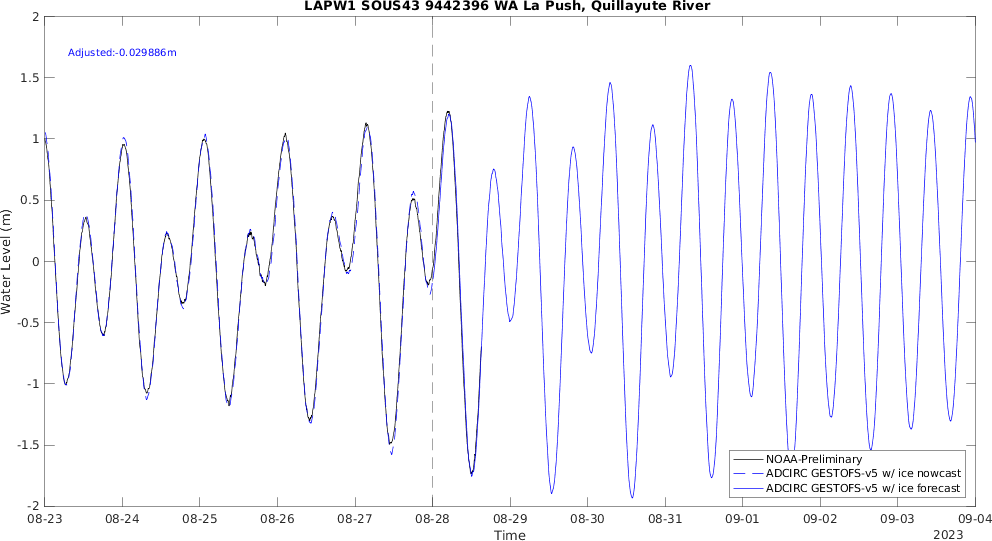 LAPW1 SOUS43 9442396 WA La Push, Quillayute River
Adjusted:-0.029886m
Water Level (m)
2
1.5
1
0.5
0
-0.5
-1
-1.5
-2
NOAA-Preliminary
ADCIRC GESTOFS-v5 w/ ice nowcast
ADCIRC GESTOFS-v5 w/ ice forecast
08-23 08-24 08-25 08-26 08-27 08-28 08-29 08-30 08-31 09-01 09-02 09-03 09-04
Time
2023